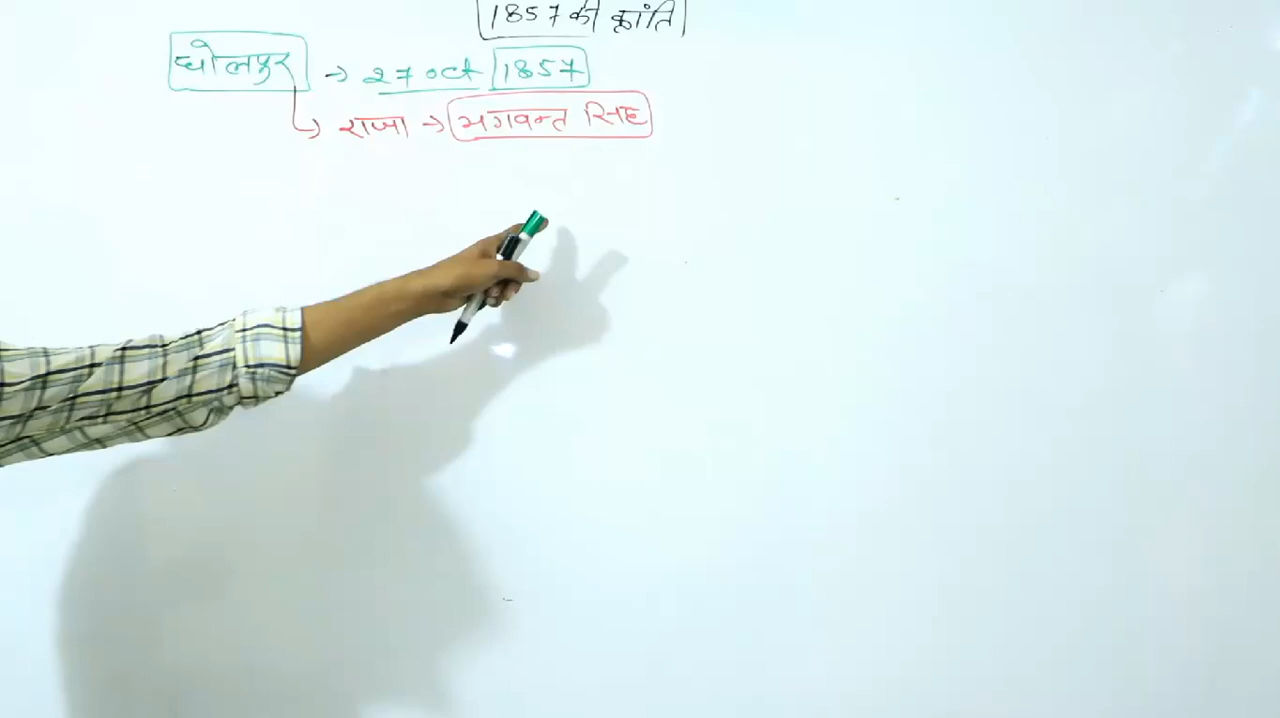 1857 की क्रांति
धोलपुर → 27 oct 1857
↳ राजा → भगवन्त सिंह